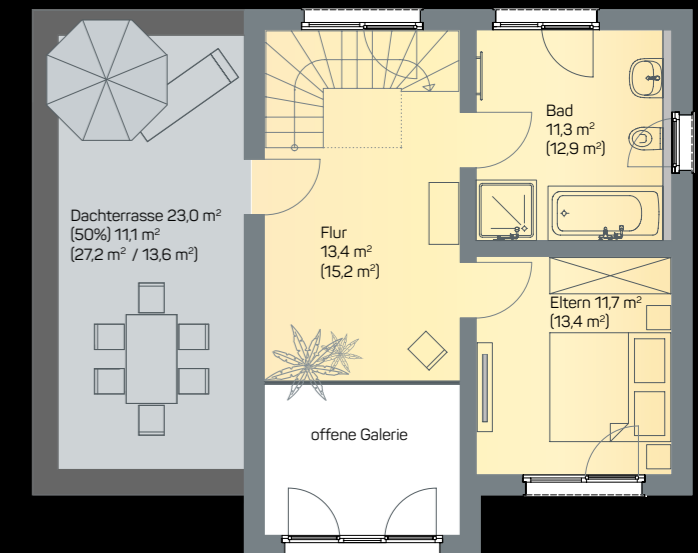 Bad
11,3 m²
(12,9 m²)
Dachterrasse 23,0 m²
(50%) 11,1 m²
(27,2 m² / 13,6 m²)
Flur
13,4 m²
(15,2 m²)
Eltern 11,7 m²
(13,4 m²)
offene Galerie